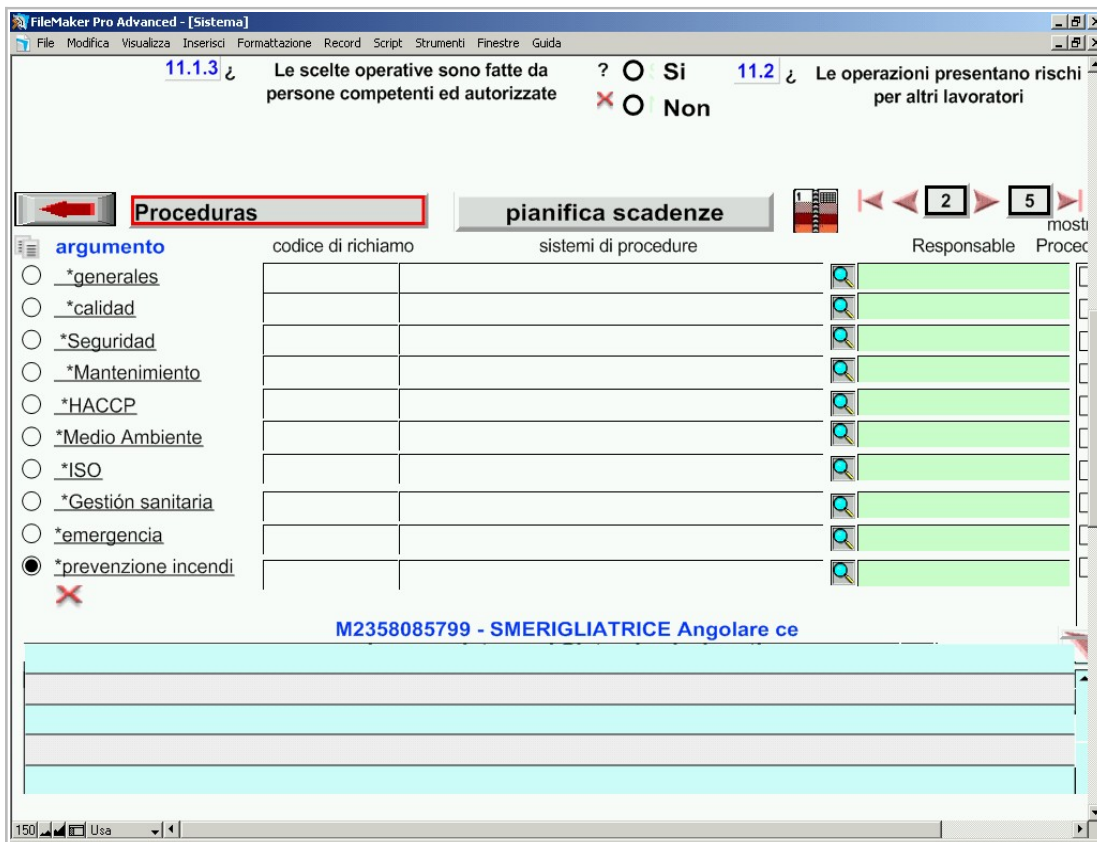 FileMaker Pro Advanced - [Sistema]
File Modifica Visualizza Inserisci Formattazione Record Script Strumenti Finestre Guida
11.1.3 ¿ Le scelte operative sono fatte da persone competenti ed autorizzate
? Si
Non
11.2 ¿ Le operazioni presentano rischi per altri lavoratori
Proceduras
pianifica scadenze
1
2
5
argumento
codice di richiamo
sistemi di procedure
Responsable
*generales
*calidad
*Seguridad
*Mantenimiento
*HACCP
*Medio Ambiente
*ISO
*Gestión sanitaria
*emergencia
*prevenzione incendi
M2358085799 - SMERIGLIATRICE Angolare ce
150 Usa